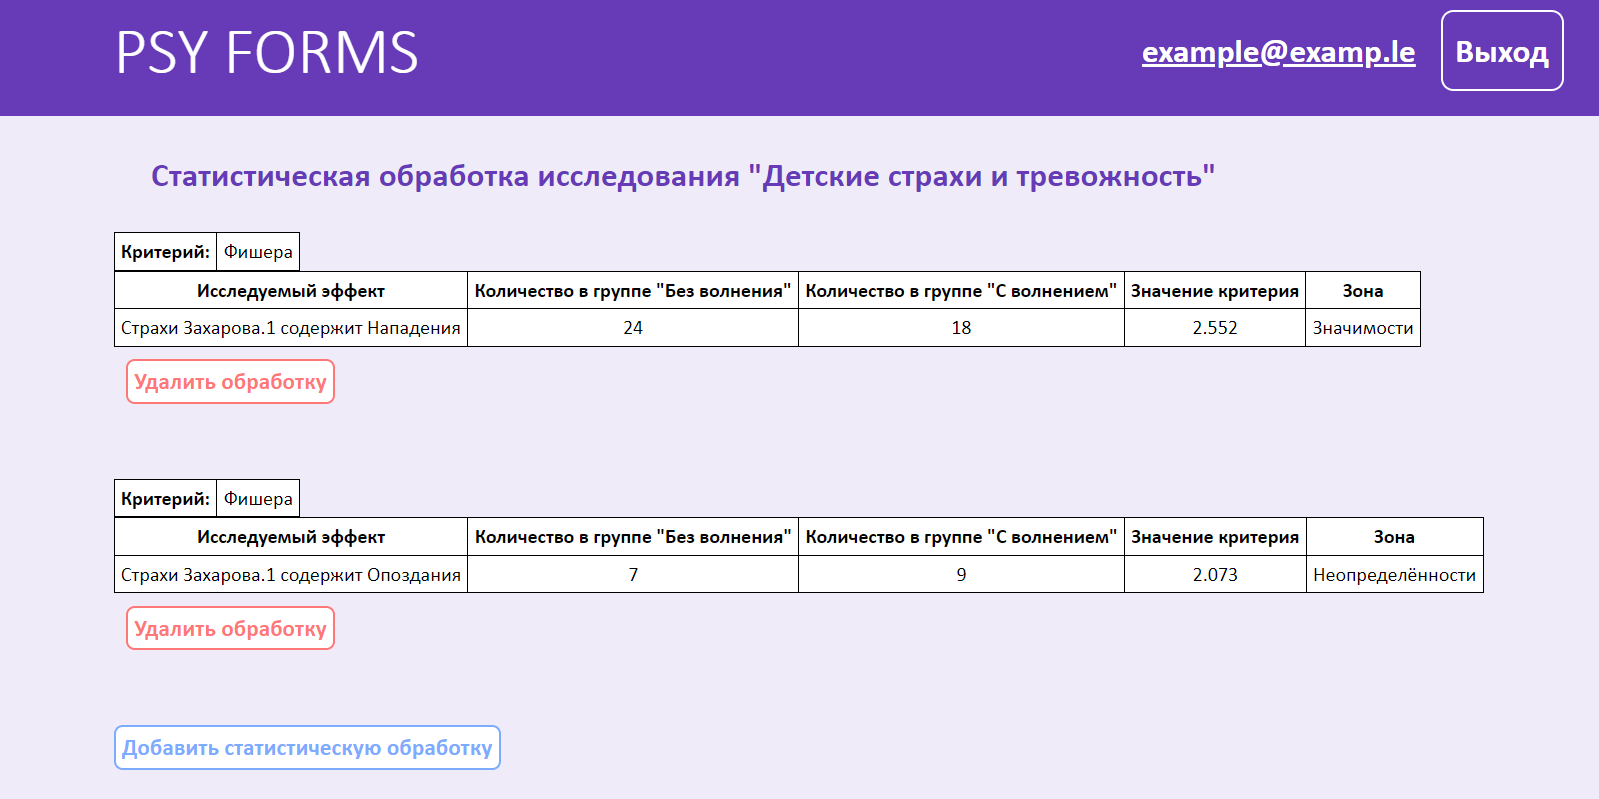 PSY FORMS
example@examp.le
Выход
Статистическая обработка исследования "Детские страхи и тревожность"
Критерий: Фишера
Исследуемый эффект Количество в группе "Без волнения" Количество в группе "С волнением" Значение критерия Зона
Страхи Захарова.1 содержит Нападения 24 18 2.552 Значимости
Удалить обработку
Критерий: Фишера
Исследуемый эффект Количество в группе "Без волнения" Количество в группе "С волнением" Значение критерия Зона
Страхи Захарова.1 содержит Опоздания 7 9 2.073 Неопределённости
Удалить обработку
Добавить статистическую обработку